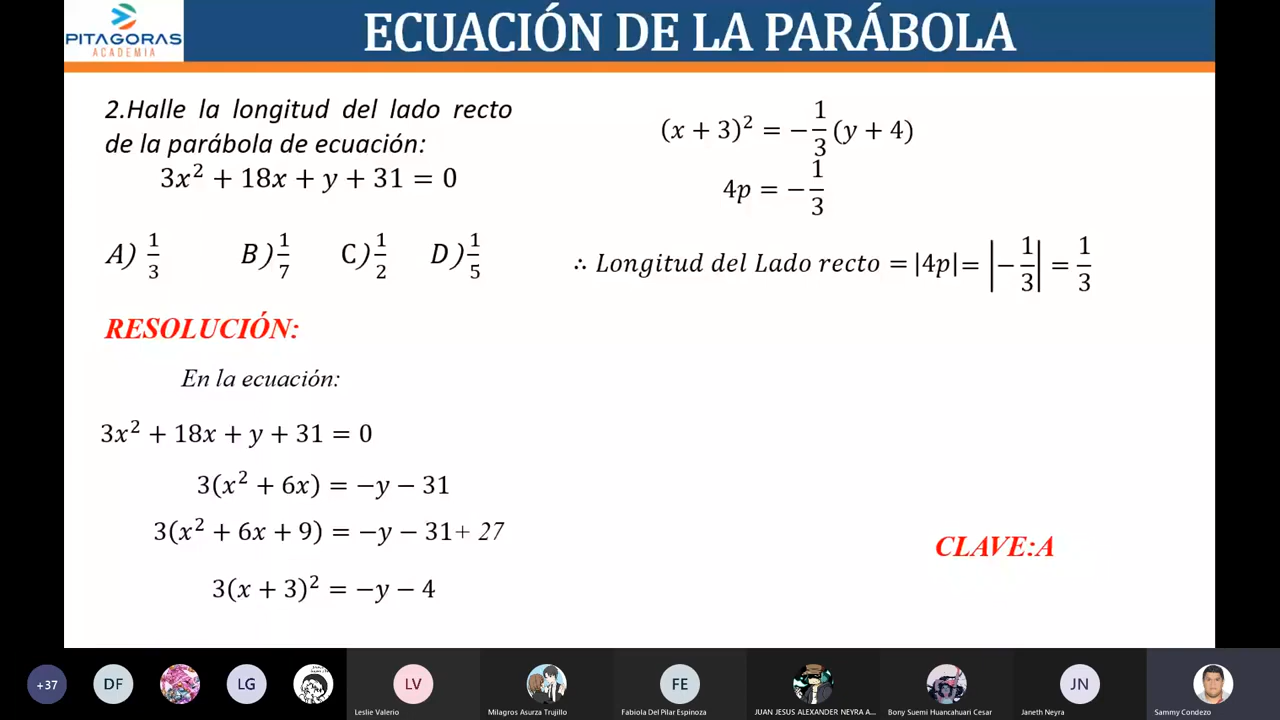 PITAGORAS
ACADEMIA
ECUACIÓN DE LA PARÁBOLA
2.Halle la longitud del lado recto
de la parábola de ecuación:
3x² + 18x + y + 31 = 0
A) 1/3 B) 1/7 C) 1/2 D) 1/5
RESOLUCIÓN:
En la ecuación:
3x² + 18x + y + 31 = 0
3(x² + 6x) = −y − 31
3(x² + 6x + 9) = −y − 31+ 27
3(x + 3)² = −y − 4
(x + 3)² = −1/3 (y + 4)
4p = −1/3
∴ Longitud del Lado recto = |4p|= |−1/3| = 1/3
CLAVE:A
+37
DF
LG
LV
Leslie Valerio
Milagros Asurza Trujillo
FE
Fabiola Del Pilar Espinoza
JUAN JESUS ALEXANDER NEYRA A...
Bony Suemi Huancahuari Cesar
JN
Janeth Neyra
Sammy Condezo